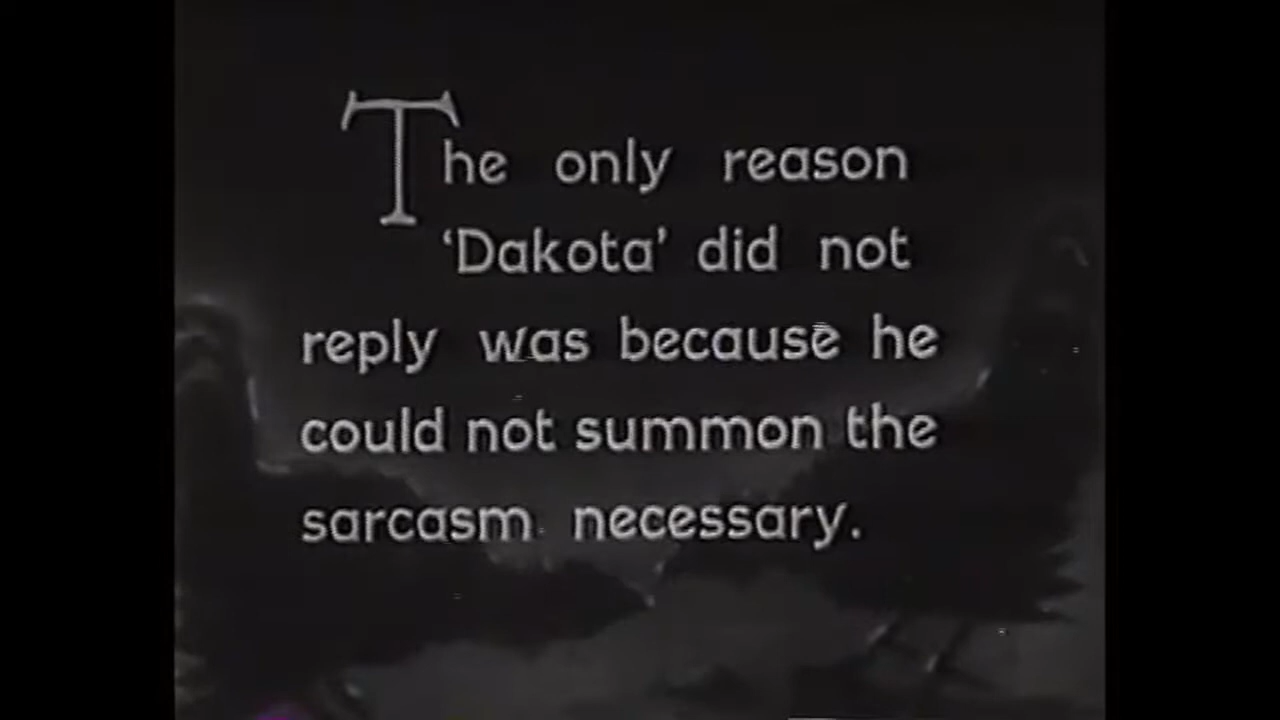 The only reason
'Dakota' did not
reply was because he
could not summon the
sarcasm necessary.